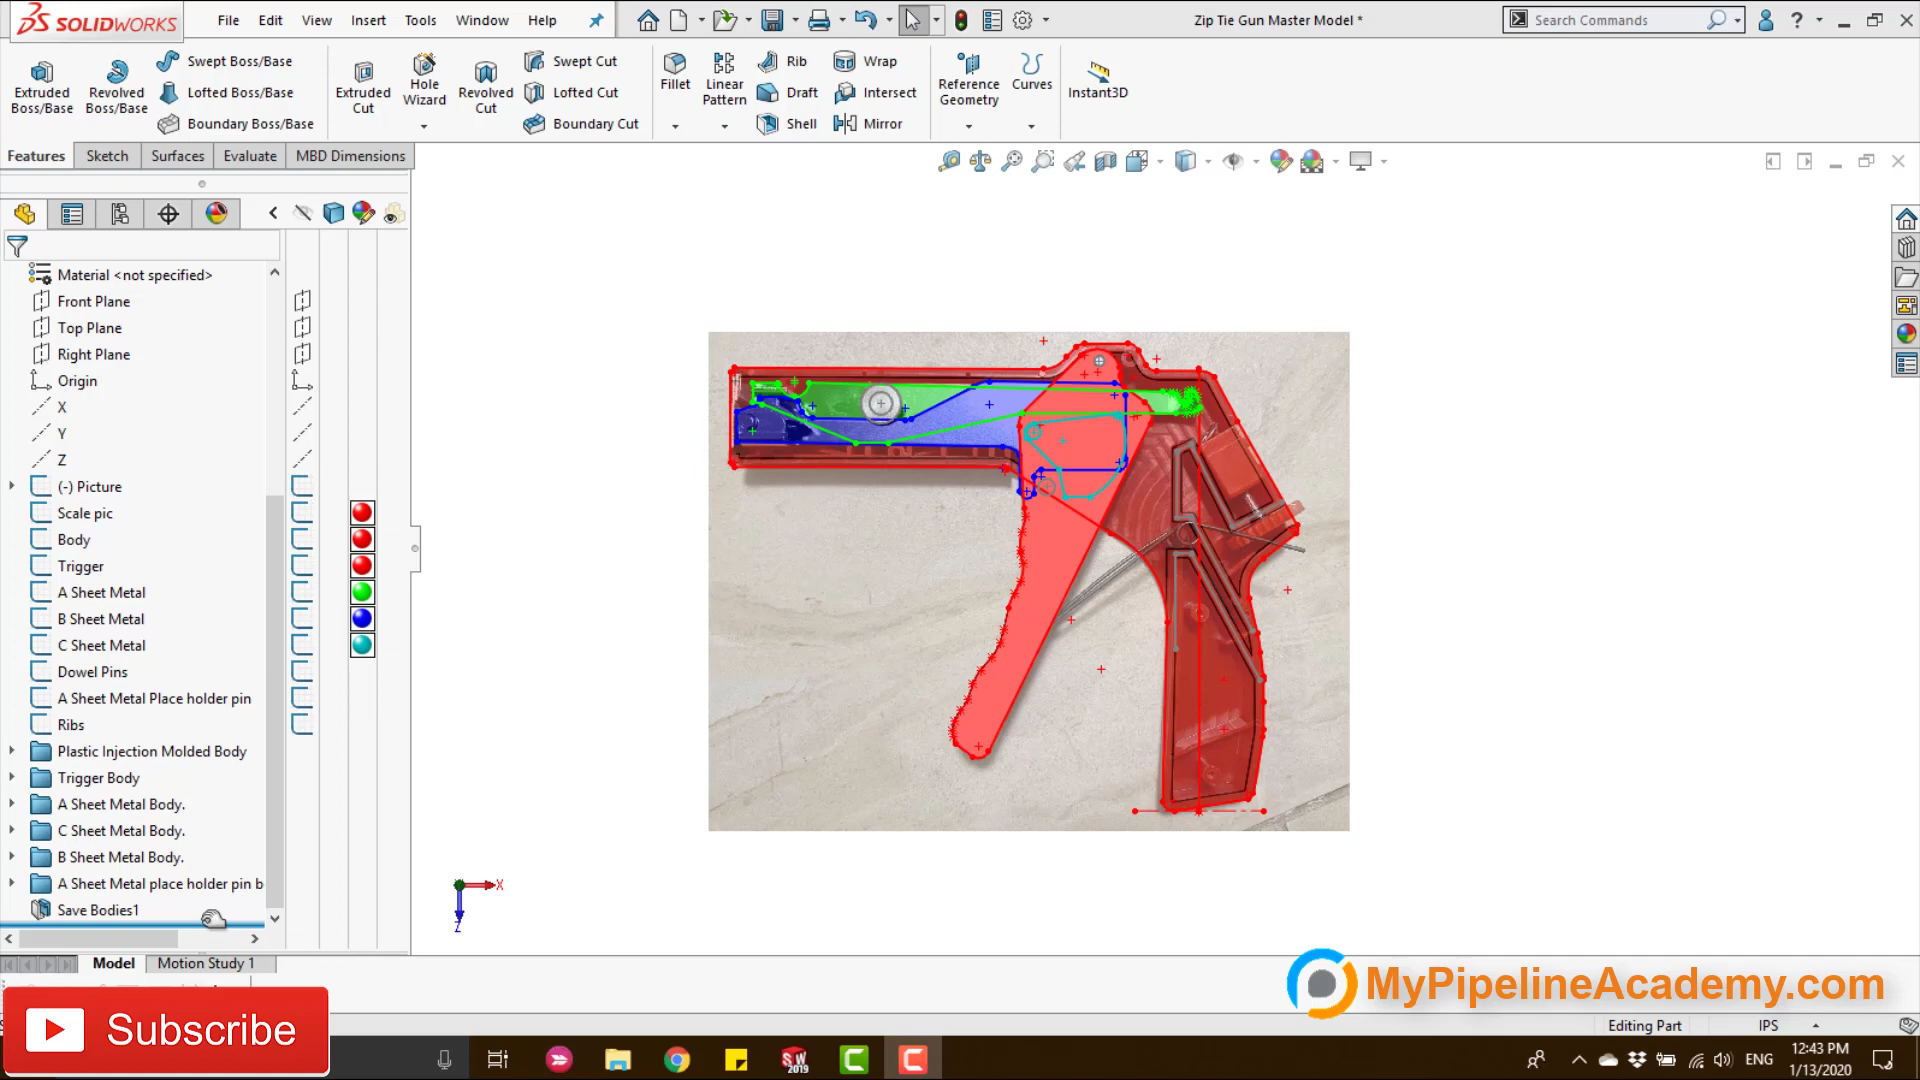 SOLIDWORKS
File Edit View Insert Tools Window Help
Zip Tie Gun Master Model *
Search Commands
?
Extruded Boss/Base
Revolved Boss/Base
Swept Boss/Base
Lofted Boss/Base
Boundary Boss/Base
Extruded Cut
Hole Wizard
Revolved Cut
Swept Cut
Lofted Cut
Boundary Cut
Fillet
Linear Pattern
Rib
Draft
Shell
Wrap
Intersect
Mirror
Reference Geometry
Curves
Instant3D
Features Sketch Surfaces Evaluate MBD Dimensions
Material <not specified>
Front Plane
Top Plane
Right Plane
Origin
X
Y
Z
(-) Picture
Scale pic
Body
Trigger
A Sheet Metal
B Sheet Metal
C Sheet Metal
Dowel Pins
A Sheet Metal Place holder pin
Ribs
Plastic Injection Molded Body
Trigger Body
A Sheet Metal Body.
C Sheet Metal Body.
B Sheet Metal Body.
A Sheet Metal place holder pin b
Save Bodies1
X
Z
Model Motion Study 1
MyPipelineAcademy.com
Subscribe
Editing Part IPS
SW 2019
ENG
12:43 PM
1/13/2020